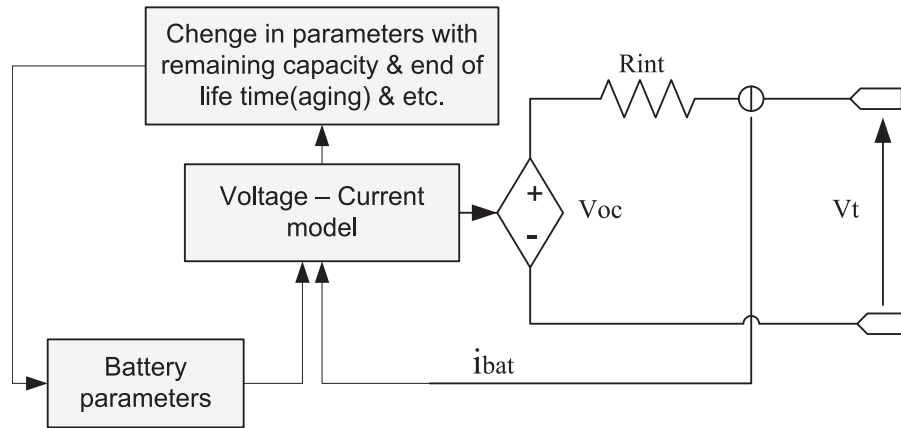 Chenge in parameters with
remaining capacity & end of
life time(aging) & etc.
Rint
Voltage – Current
model
+
-
Voc
Vt
Battery
parameters
ibat